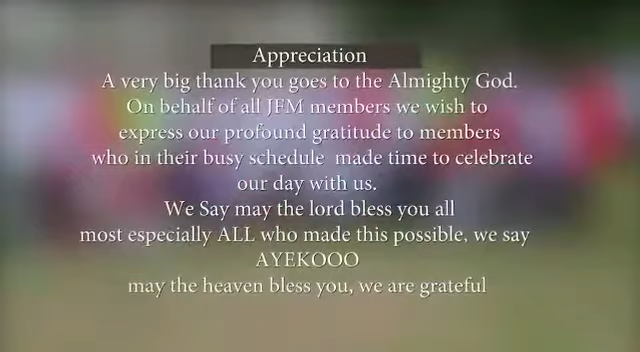 Appreciation
A very big thank you goes to the Almighty God.
On behalf of all JFM members we wish to
express our profound gratitude to members
who in their busy schedule made time to celebrate
our day with us.
We Say may the lord bless you all
most especially ALL who made this possible, we say
AYEKOOO
may the heaven bless you, we are grateful